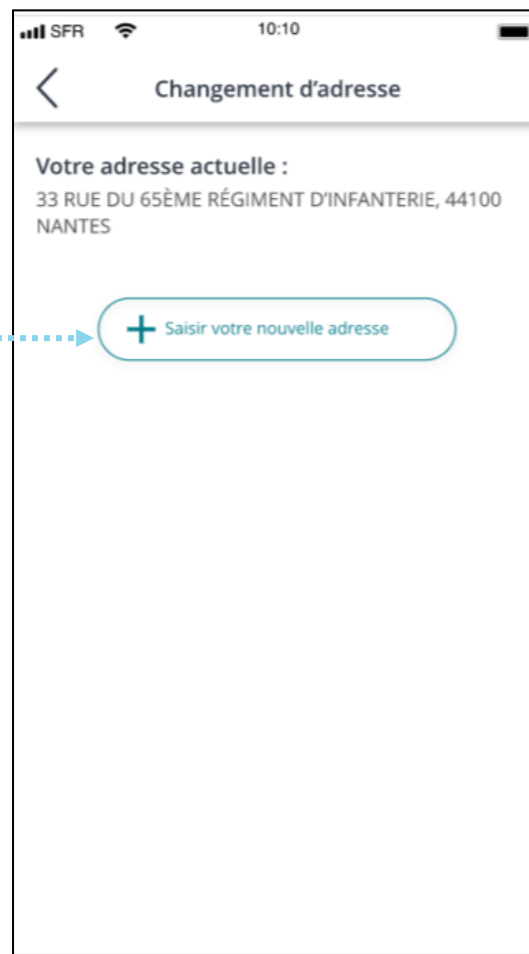 SFR
10:10
Changement d'adresse
Votre adresse actuelle :
33 RUE DU 65ÈME RÉGIMENT D'INFANTERIE, 44100
NANTES
Saisir votre nouvelle adresse